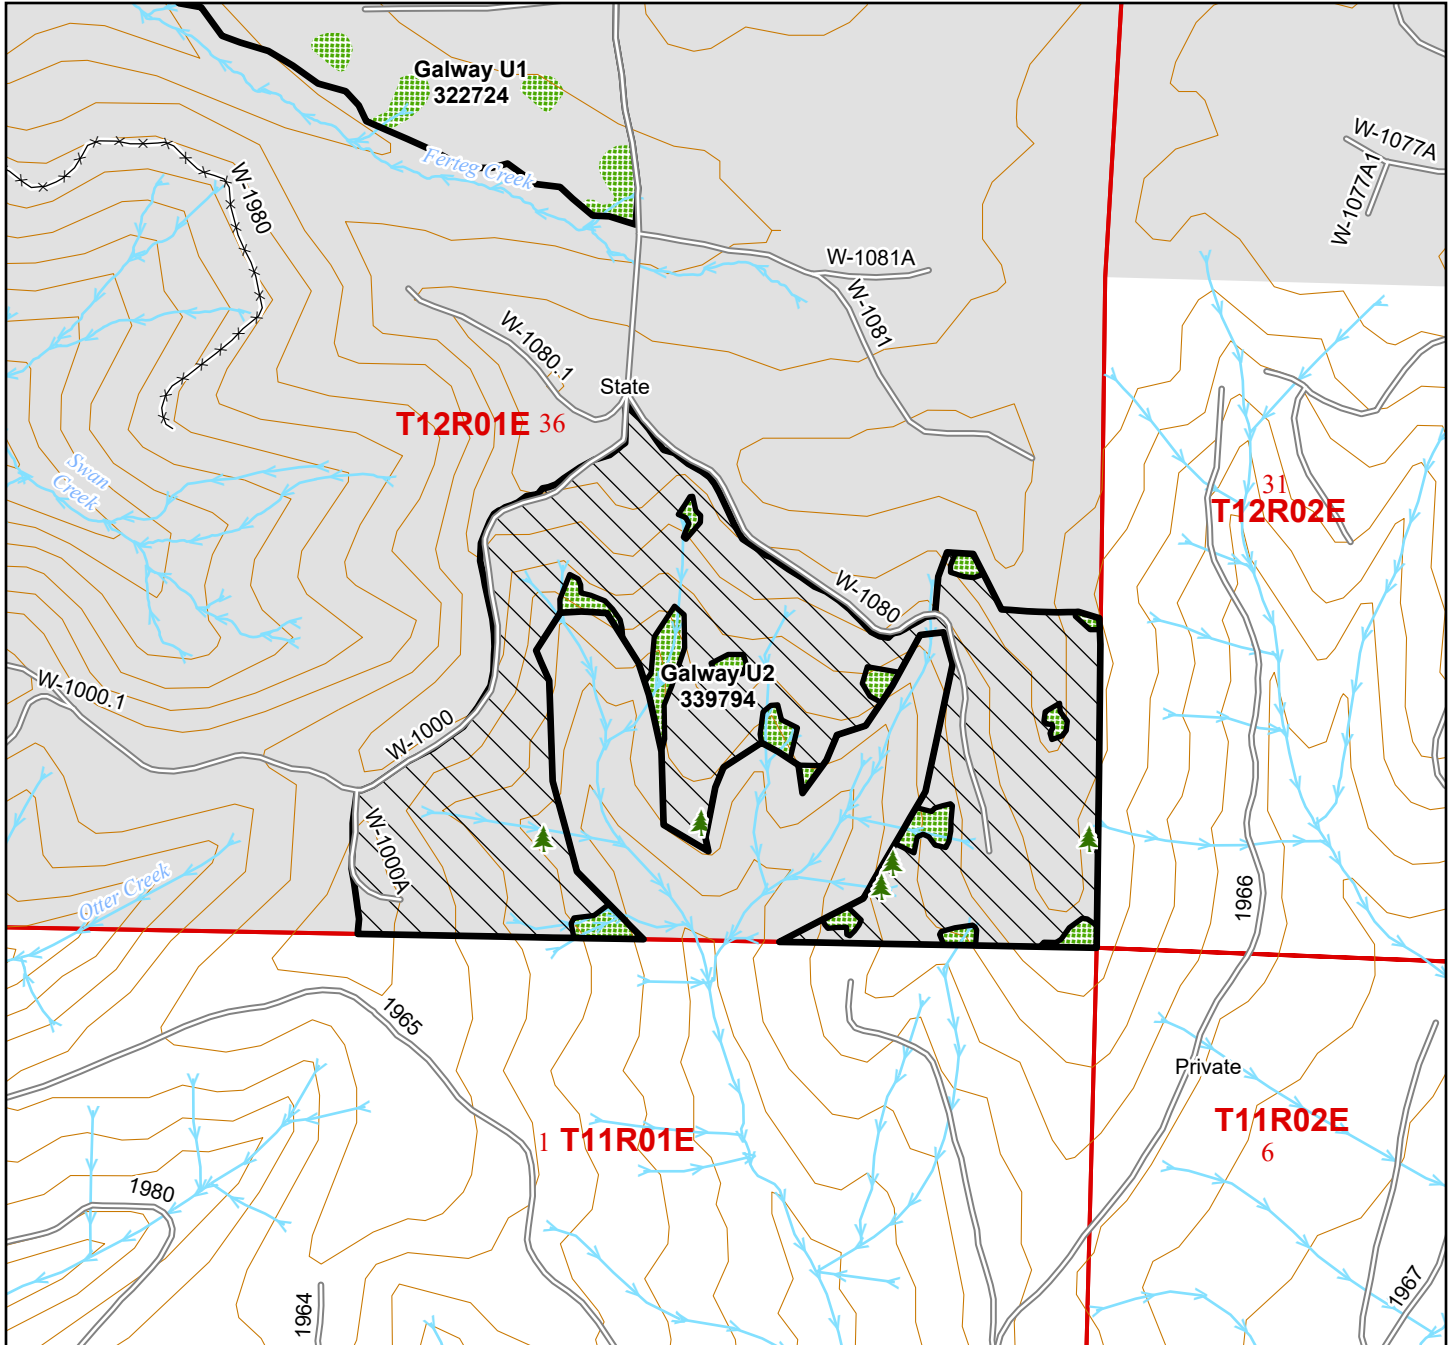 Galway U1
322724
W-1077A
W-1077A1
Ferteg Creek
W-1980
W-1081A
W-1081
W-1080.1
State
T12R01E 36
Swan
Creek
31
T12R02E
W-1080
Galway U2
339794
W-1000.1
W-1000
W-1000A
Otter Creek
1966
1965
Private
T11R02E
6
1 T11R01E
1980
1964
1967